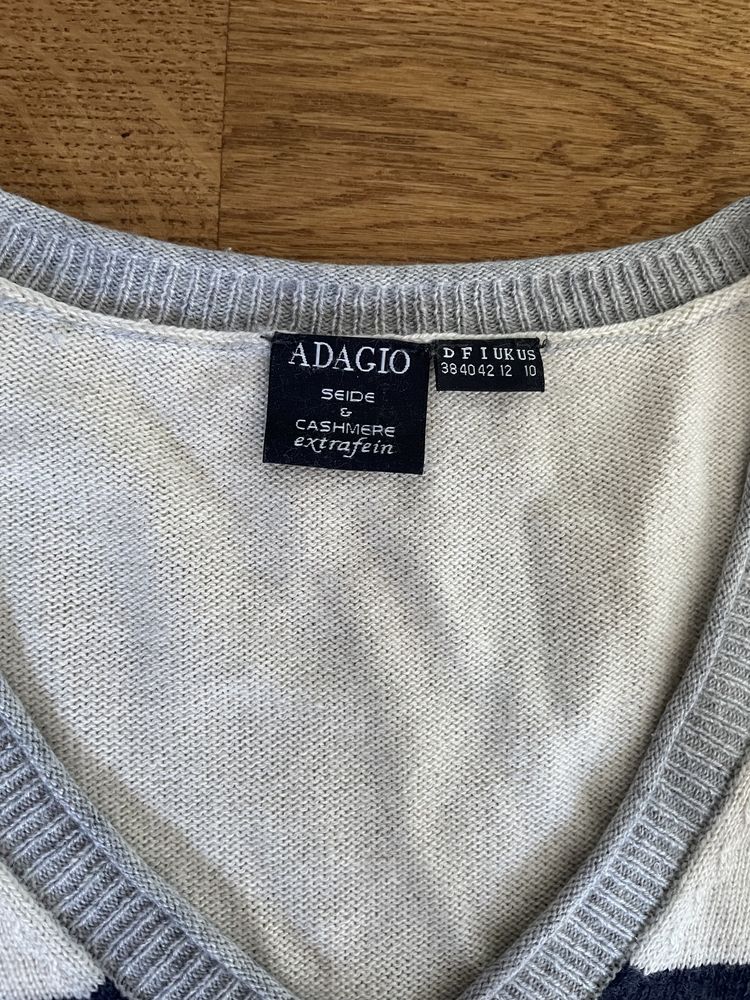 ADAGIO
SEIDE
&
CASHMERE
extrafein
D F I UK US
38 40 42 12 10